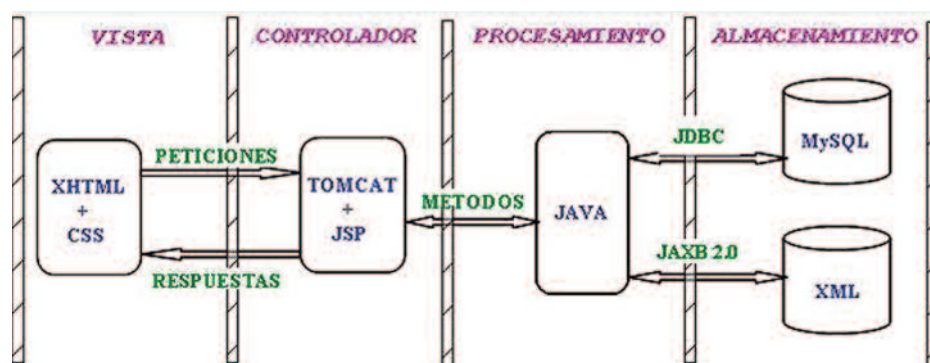 VISTA
CONTROLADOR
PROCESAMIENTO
ALMACENAMIENTO
XHTML
+
CSS
PETICIONES
RESPUESTAS
TOMCAT
+
JSP
METODOS
JAVA
JDBC
JAXB 2.0
MySQL
XML